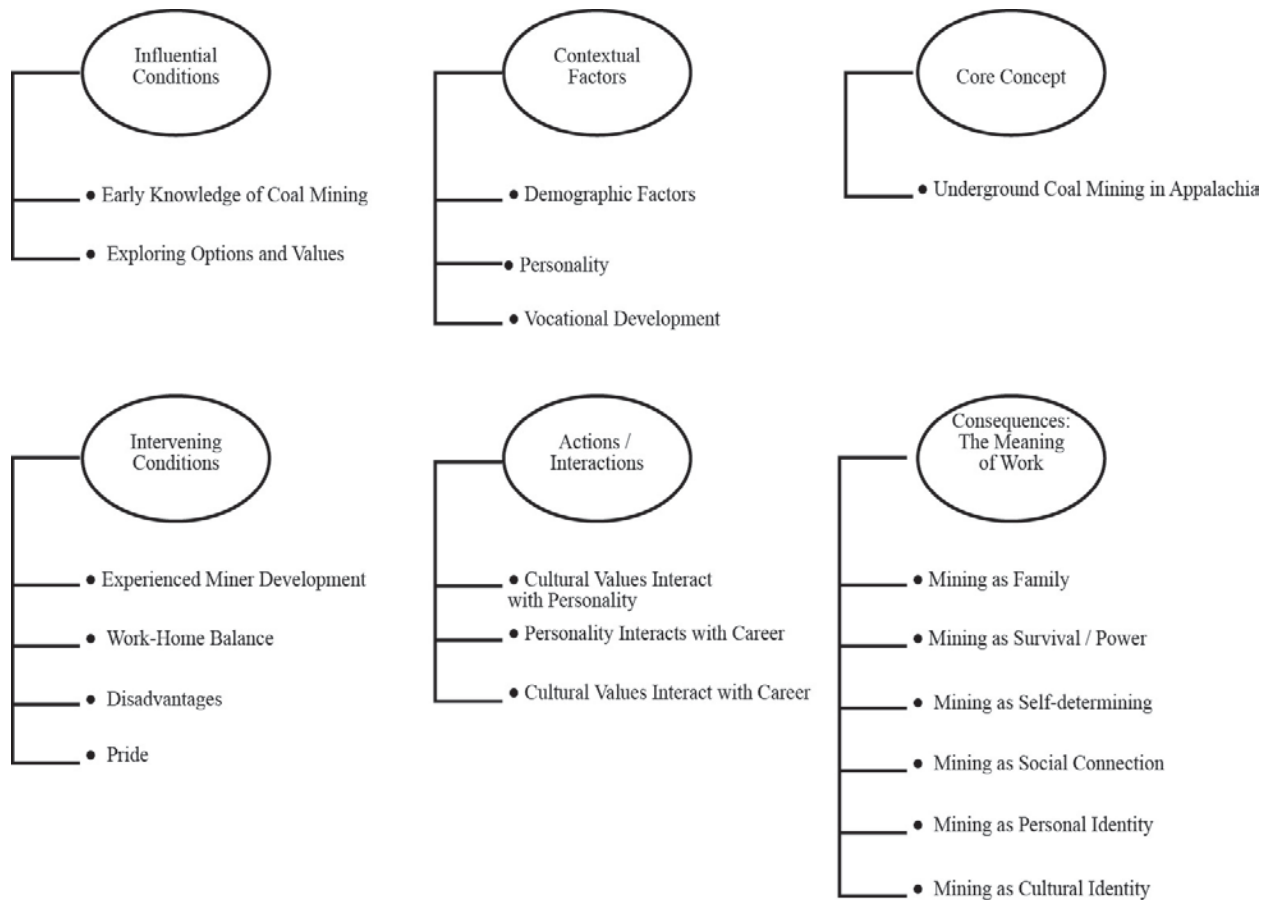 Influential
Conditions
● Early Knowledge of Coal Mining
● Exploring Options and Values
Contextual
Factors
● Demographic Factors
● Personality
● Vocational Development
Core Concept
● Underground Coal Mining in Appalachia
Intervening
Conditions
● Experienced Miner Development
● Work-Home Balance
● Disadvantages
● Pride
Actions /
Interactions
● Cultural Values Interact
with Personality
● Personality Interacts with Career
● Cultural Values Interact with Career
Consequences:
The Meaning
of Work
● Mining as Family
● Mining as Survival / Power
● Mining as Self-determining
● Mining as Social Connection
● Mining as Personal Identity
● Mining as Cultural Identity